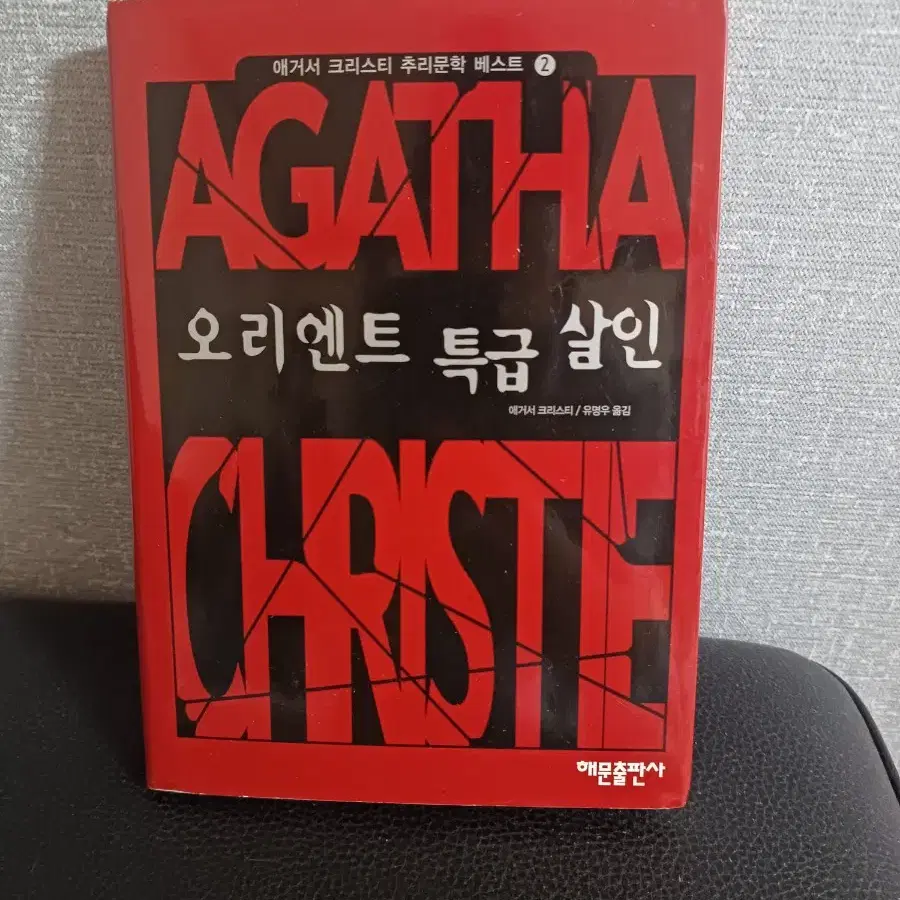 애거서 크리스티 추리문학 베스트 2
AGATHA
오리엔트 특급 살인
애거서 크리스티 / 유명우 옮김
CHRISTIE
해문출판사